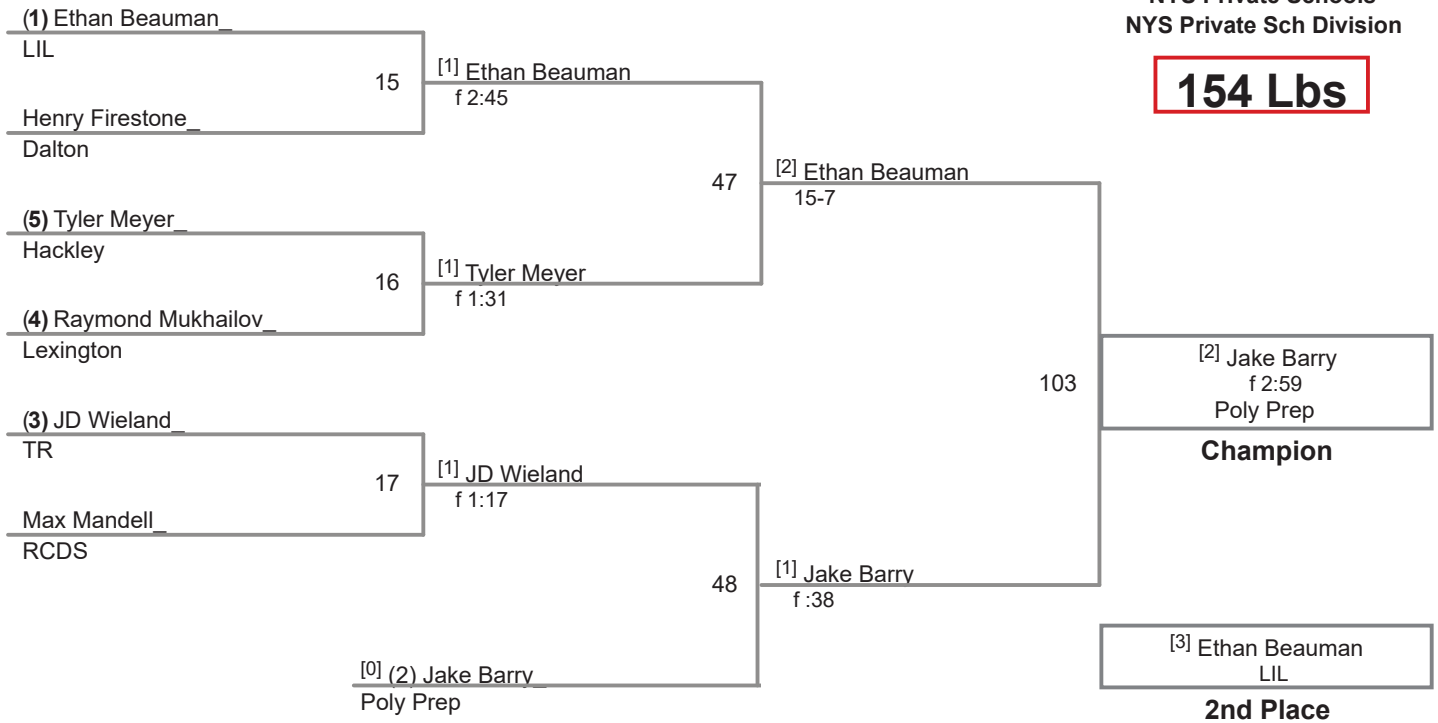 NYS Private Schools
NYS Private Sch Division
154 Lbs
(1) Ethan Beauman_
LIL
15
[1] Ethan Beauman
f 2:45
Henry Firestone_
Dalton
47
[2] Ethan Beauman
15-7
(5) Tyler Meyer_
Hackley
16
[1] Tyler Meyer
f 1:31
(4) Raymond Mukhailov_
Lexington
103
[2] Jake Barry
f 2:59
Poly Prep
Champion
(3) JD Wieland_
TR
17
[1] JD Wieland
f 1:17
Max Mandell_
RCDS
48
[1] Jake Barry
f :38
[0] (2) Jake Barry_
Poly Prep
[3] Ethan Beauman
LIL
2nd Place